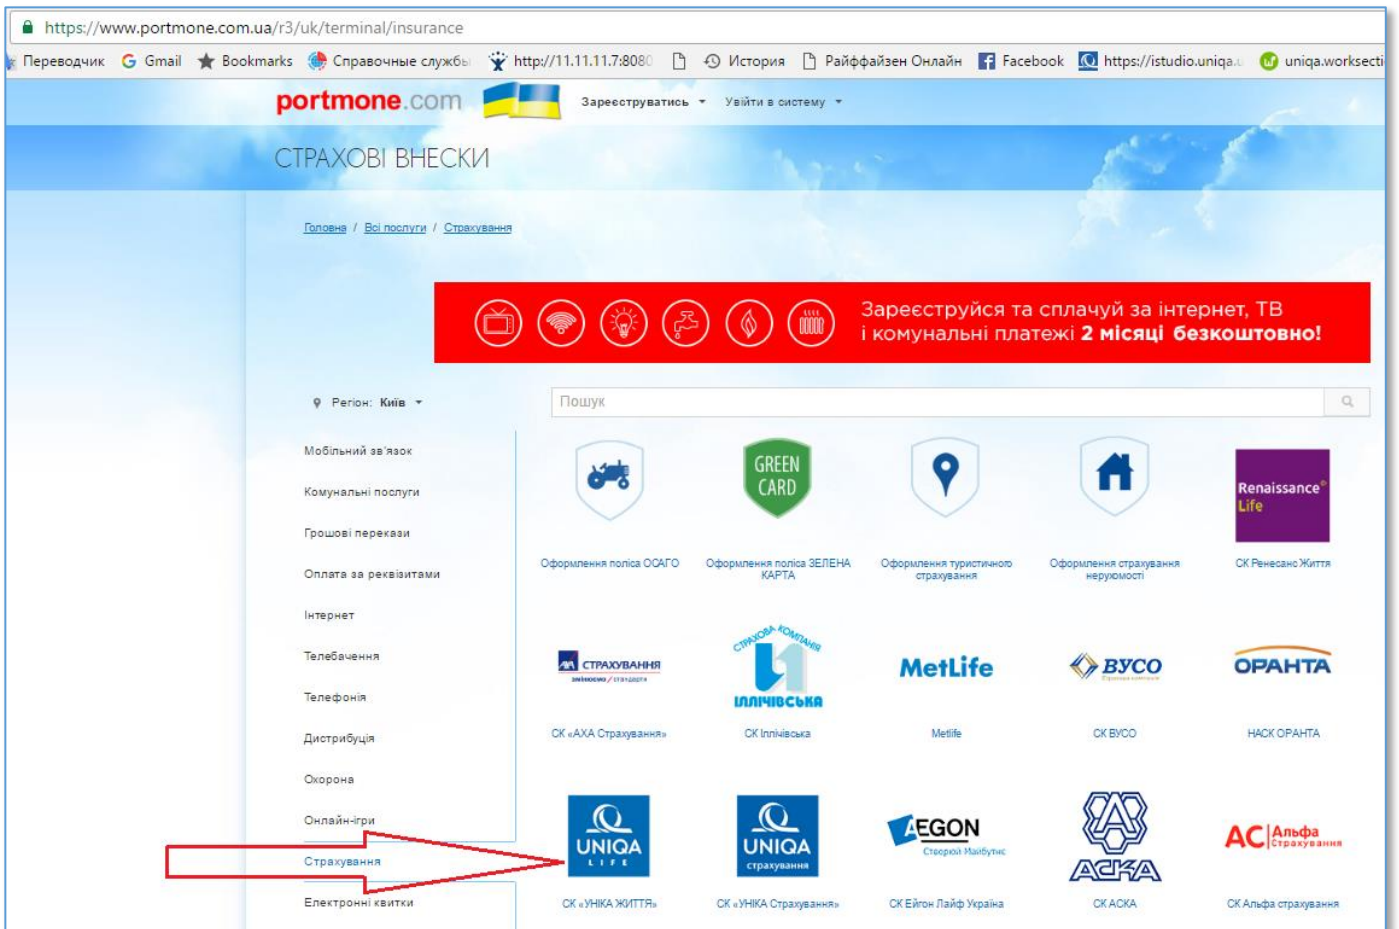 https://www.portmone.com.ua/r3/uk/terminal/insurance
Переводчик Gmail Bookmarks Справочные службы http://11.11.11.7:8080 История Райффайзен Онлайн Facebook https://istudio.uniqa.u uniqa.worksecti
portmone.com Зареєструватись Увійти в систему
СТРАХОВІ ВНЕСКИ
Головна / Всі послуги / Страхування
Зареєструйся та сплачуй за інтернет, ТВ
і комунальні платежі 2 місяці безкоштовно!
Регіон: Київ Пошук
Мобільний зв'язок
Комунальні послуги
Грошові перекази
Оплата за реквізитами
Інтернет
Телебачення
Телефонія
Дистрибуція
Охорона
Онлайн-ігри
Страхування
Електронні квитки
GREEN
CARD
Renaissance
Life
Оформлення поліса ОСАГО
Оформлення поліса ЗЕЛЕНА
КАРТА
Оформлення туристичного
страхування
Оформлення страхування
нерухомості
СК Ренесанс Життя
AXA СТРАХУВАННЯ
змінюємо / стандарти
СТРАХОВА КОМПАНІЯ
ІЛЛІЧІВСЬКА
MetLife
ВУСО
Страхова компанія
ОРАНТА
СК «АХА Страхування»
СК Іллічівська
Metlife
СК ВУСО
НАСК ОРАНТА
UNIQA
LIFE
UNIQA
страхування
AEGON
Створюй Майбутнє
АСКА
АС Альфа
Страхування
СК «УНІКА ЖИТТЯ»
СК «УНІКА Страхування»
СК Ейгон Лайф Україна
СК АСКА
СК Альфа страхування